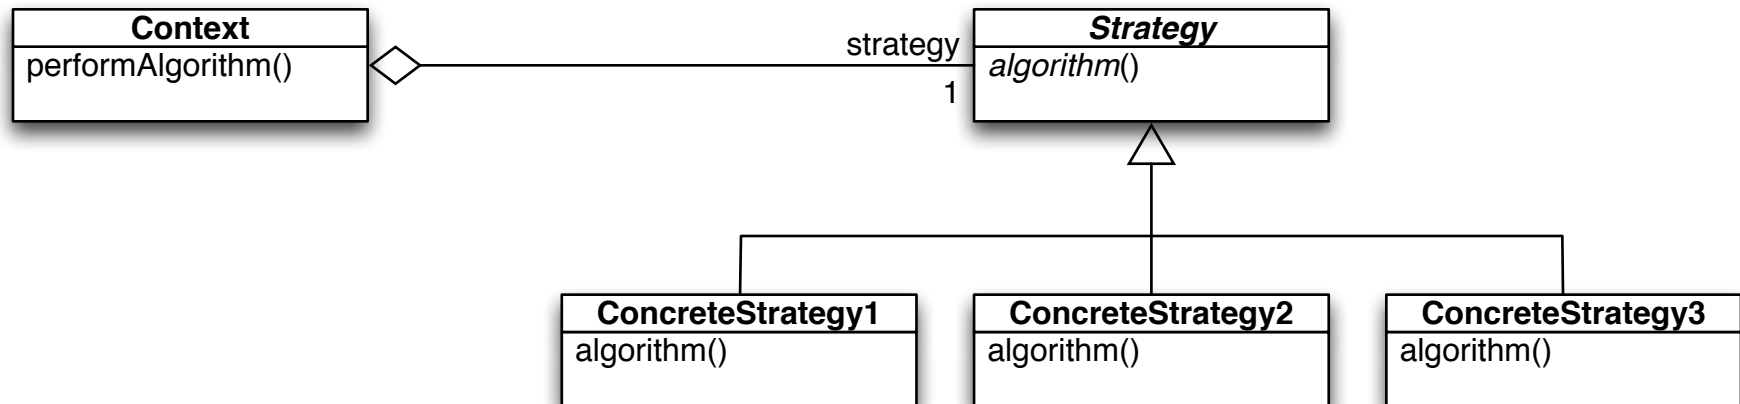 Context
performAlgorithm()
strategy
1
Strategy
algorithm()
ConcreteStrategy1
algorithm()
ConcreteStrategy2
algorithm()
ConcreteStrategy3
algorithm()